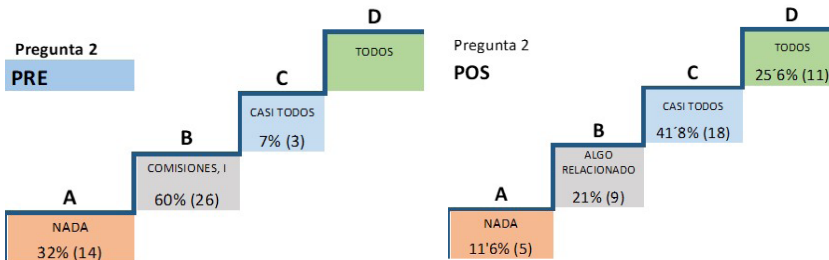 Pregunta 2
PRE
A
NADA
32% (14)
B
COMISIONES, I
60% (26)
C
CASI TODOS
7% (3)
D
TODOS
Pregunta 2
POS
A
NADA
11'6% (5)
B
ALGO
RELACIONADO
21% (9)
C
CASI TODOS
41´8% (18)
D
TODOS
25´6% (11)